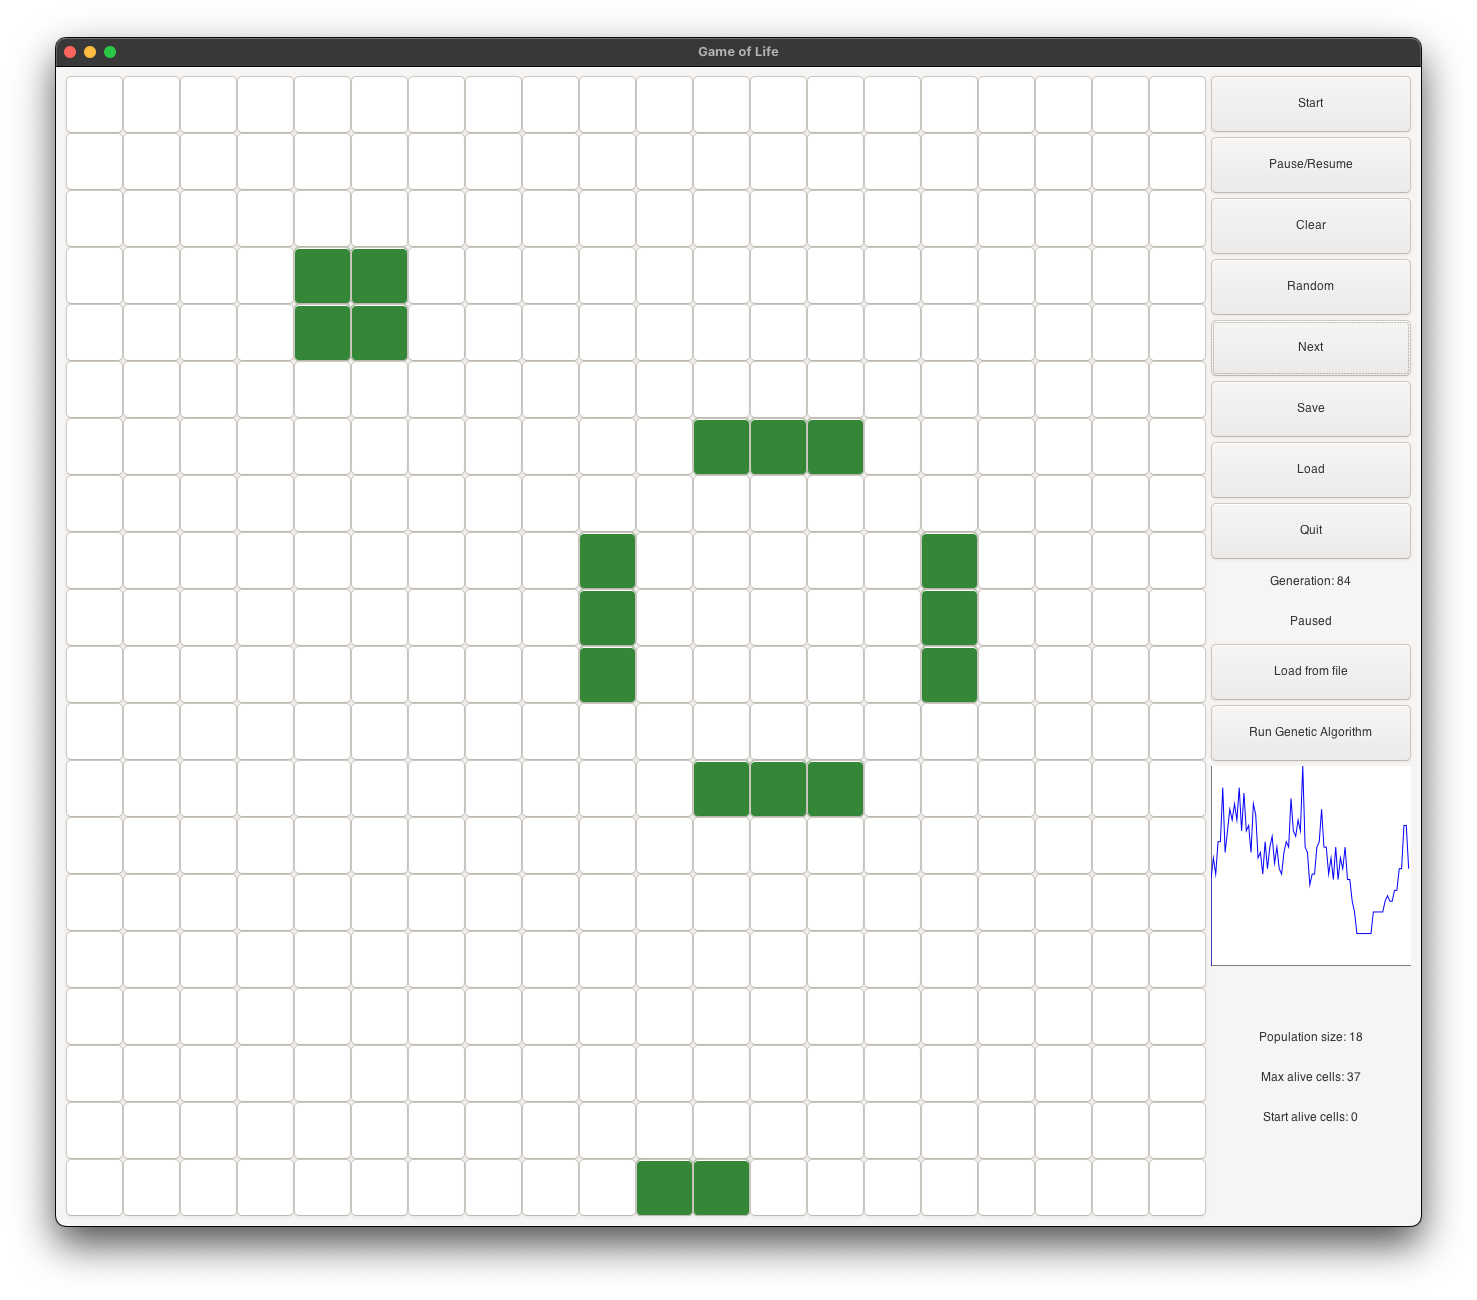 Game of Life
Start
Pause/Resume
Clear
Random
Next
Save
Load
Quit
Generation: 84
Paused
Load from file
Run Genetic Algorithm
Population size: 18
Max alive cells: 37
Start alive cells: 0